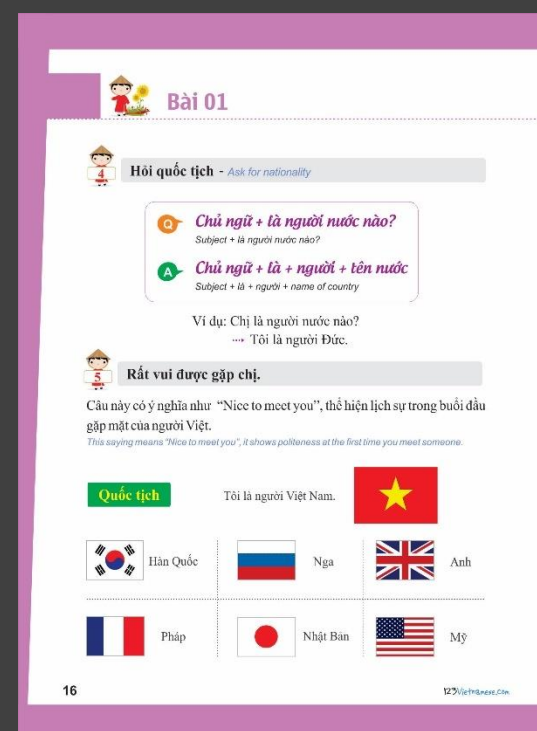 Bài 01
4
Hỏi quốc tịch - Ask for nationality
Q Chủ ngữ + là người nước nào?
Subject + là người nước nào?
A Chủ ngữ + là + người + tên nước
Subject + là + người + name of country
Ví dụ: Chị là người nước nào?
Tôi là người Đức.
5
Rất vui được gặp chị.
Câu này có ý nghĩa như “Nice to meet you”, thể hiện lịch sự trong buổi đầu
gặp mặt của người Việt.
This saying means “Nice to meet you”, it shows politeness at the first time you meet someone.
Quốc tịch
Tôi là người Việt Nam.
Hàn Quốc
Nga
Anh
Pháp
Nhật Bản
Mỹ
16
123Vietnamese.Com